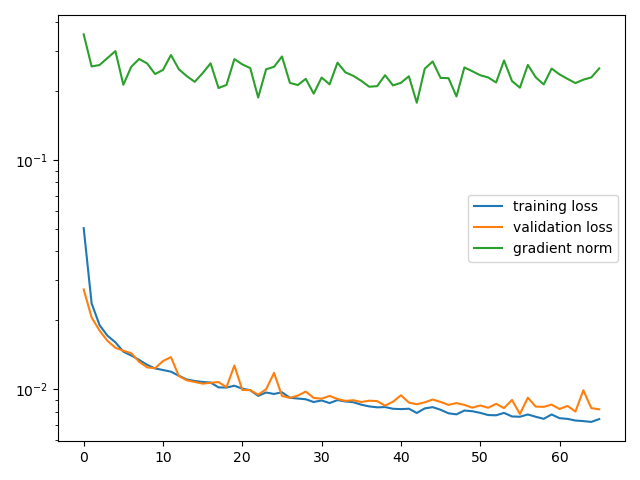 10⁻¹
10⁻²
training loss
validation loss
gradient norm
0 10 20 30 40 50 60